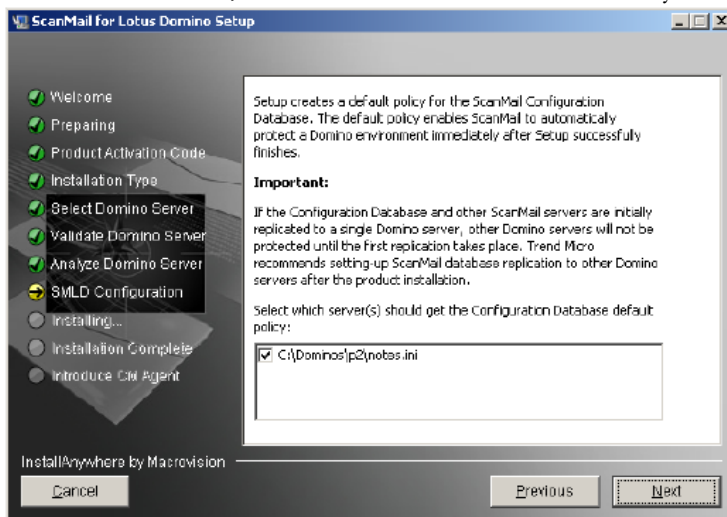 ScanMail for Lotus Domino Setup
Welcome
Preparing
Product Activation Code
Installation Type
Select Domino Server
Validate Domino Server
Analyze Domino Server
SMLD Configuration
Installing...
Installation Complete
Introduce CM Agent
Setup creates a default policy for the ScanMail Configuration
Database. The default policy enables ScanMail to automatically
protect a Domino environment immediately after Setup successfully
finishes.
Important:
If the Configuration Database and other ScanMail servers are initially
replicated to a single Domino server, other Domino servers will not be
protected until the first replication takes place. Trend Micro
recommends setting-up ScanMail database replication to other Domino
servers after the product installation.
Select which server(s) should get the Configuration Database default
policy:
C:\Dominos\p2\notes.ini
InstallAnywhere by Macrovision
Cancel
Previous
Next